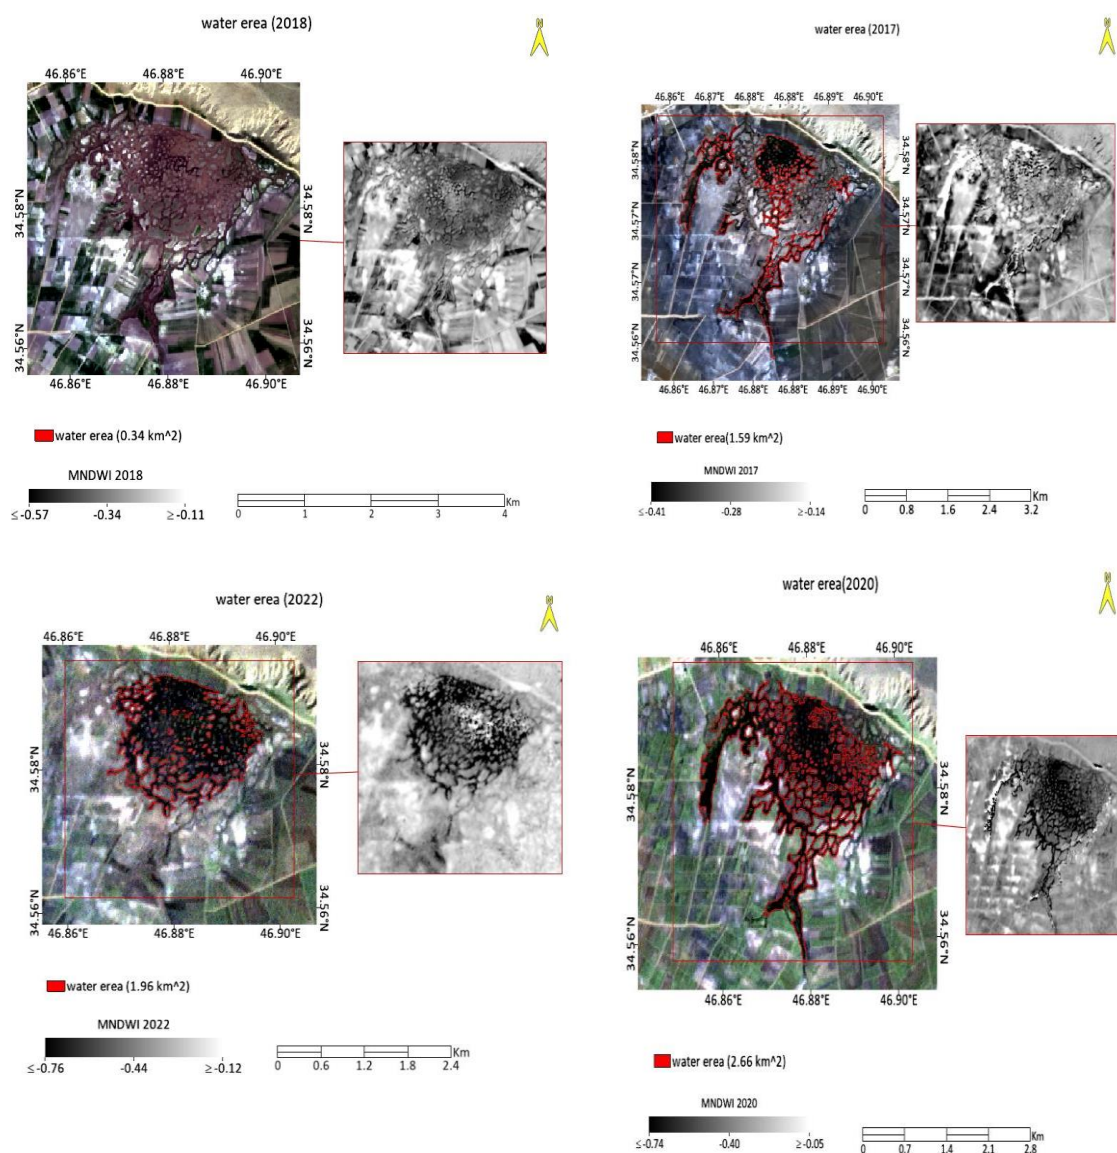 water erea (2018)
N
46.86°E 46.88°E 46.90°E
34.58°N
34.58°N
34.56°N
34.56°N
46.86°E 46.88°E 46.90°E
water erea (0.34 km^2)
MNDWI 2018
≤-0.57 -0.34 ≥-0.11
Km
0 1 2 3 4
water erea (2017)
N
46.86°E 46.87°E 46.88°E 46.88°E 46.89°E 46.90°E
34.58°N
34.58°N
34.57°N
34.57°N
34.57°N
34.57°N
34.56°N
34.56°N
46.86°E 46.87°E 46.88°E 46.88°E 46.89°E 46.90°E
water erea(1.59 km^2)
MNDWI 2017
≤-0.41 -0.28 ≥-0.14
Km
0 0.8 1.6 2.4 3.2
water erea (2022)
N
46.86°E 46.88°E 46.90°E
34.58°N
34.58°N
34.56°N
34.56°N
46.86°E 46.88°E 46.90°E
water erea (1.96 km^2)
MNDWI 2022
≤-0.76 -0.44 ≥-0.12
Km
0 0.6 1.2 1.8 2.4
water erea(2020)
N
46.86°E 46.88°E 46.90°E
34.58°N
34.58°N
34.56°N
34.56°N
46.86°E 46.88°E 46.90°E
water erea (2.66 km^2)
MNDWI 2020
≤-0.74 -0.40 ≥-0.05
Km
0 0.7 1.4 2.1 2.8